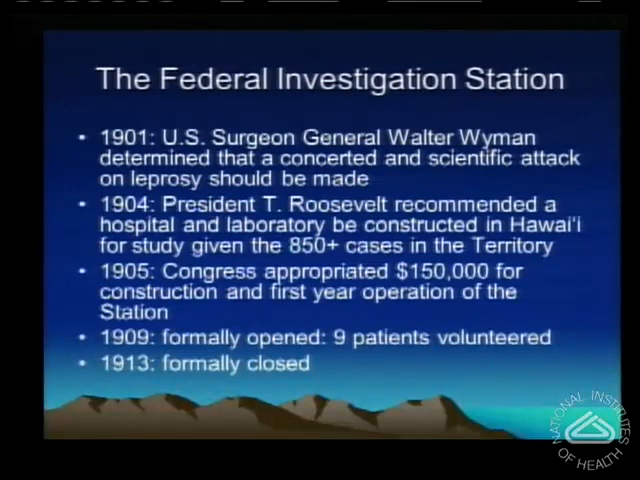 The Federal Investigation Station
• 1901: U.S. Surgeon General Walter Wyman
determined that a concerted and scientific attack
on leprosy should be made
• 1904: President T. Roosevelt recommended a
hospital and laboratory be constructed in Hawai'i
for study given the 850+ cases in the Territory
• 1905: Congress appropriated $150,000 for
construction and first year operation of the
Station
• 1909: formally opened: 9 patients volunteered
• 1913: formally closed
NATIONAL INSTITUTES
OF HEALTH